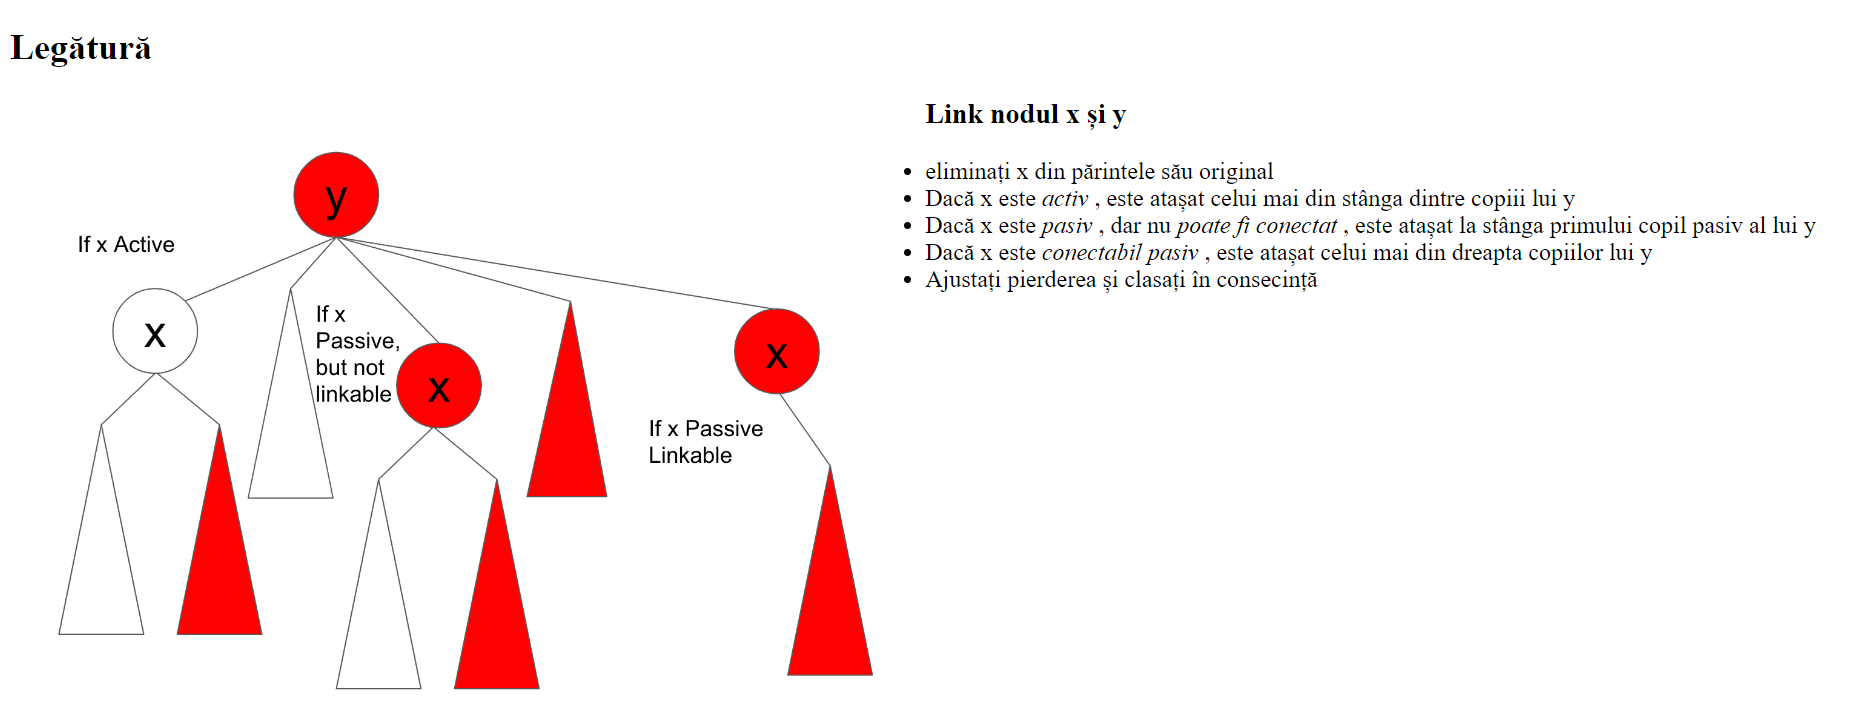 Legătură
Link nodul x și y
eliminați x din părintele său original
Dacă x este activ , este atașat celui mai din stânga dintre copiii lui y
Dacă x este pasiv , dar nu poate fi conectat , este atașat la stânga primului copil pasiv al lui y
Dacă x este conectabil pasiv , este atașat celui mai din dreapta copiilor lui y
Ajustați pierderea și clasați în consecință
y
If x Active
x
If x
Passive,
but not
linkable
x
x
If x Passive
Linkable